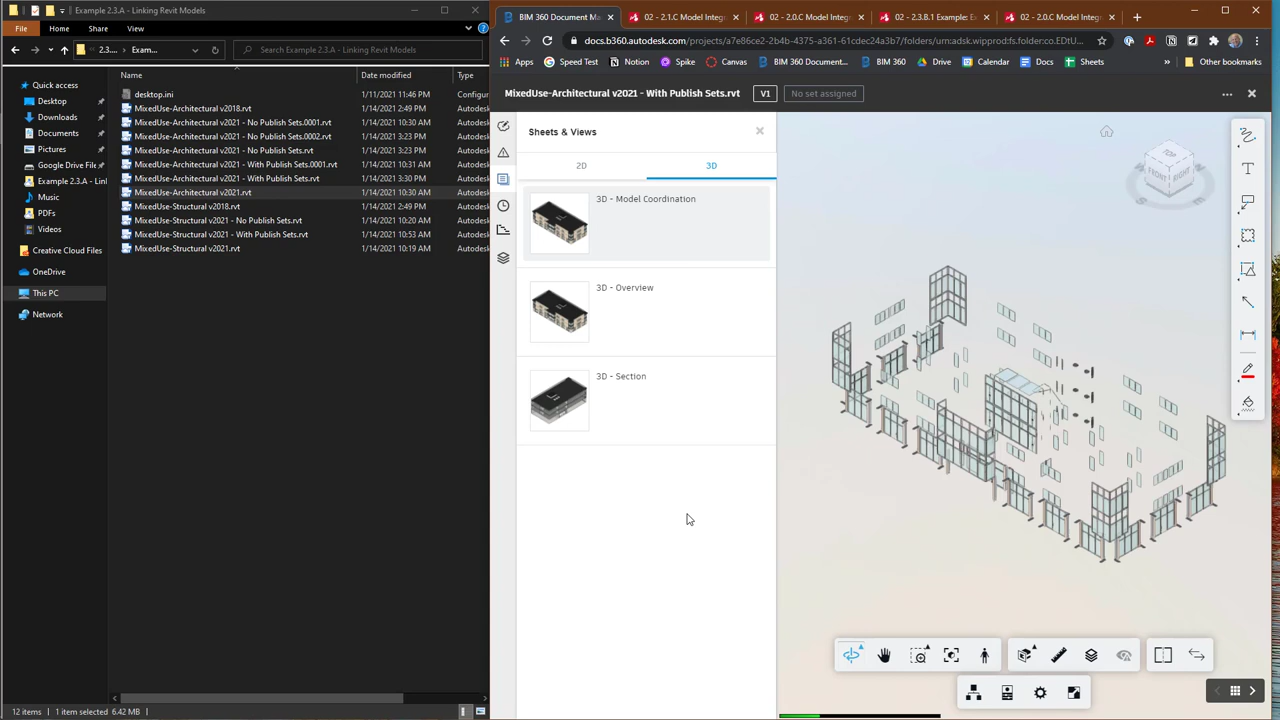 Example 2.3.A - Linking Revit Models
File
Home
Share
View
2.3....
Exam...
Search Example 2.3.A - Linking Revit Models
Quick access
Desktop
Downloads
Documents
Pictures
Google Drive File
Example 2.3.A - Linl
Music
PDFs
Videos
Creative Cloud Files
OneDrive
This PC
Network
Name
Date modified
Type
desktop.ini 1/11/2021 11:46 PM Configur
MixedUse-Architectural v2018.rvt 1/14/2021 2:49 PM Autodesk
MixedUse-Architectural v2021 - No Publish Sets.0001.rvt 1/14/2021 10:30 AM Autodesk
MixedUse-Architectural v2021 - No Publish Sets.0002.rvt 1/14/2021 3:23 PM Autodesk
MixedUse-Architectural v2021 - No Publish Sets.rvt 1/14/2021 3:23 PM Autodesk
MixedUse-Architectural v2021 - With Publish Sets.0001.rvt 1/14/2021 10:31 AM Autodesk
MixedUse-Architectural v2021 - With Publish Sets.rvt 1/14/2021 3:30 PM Autodesk
MixedUse-Architectural v2021.rvt 1/14/2021 10:30 AM Autodesk
MixedUse-Structural v2018.rvt 1/14/2021 2:49 PM Autodesk
MixedUse-Structural v2021 - No Publish Sets.rvt 1/14/2021 10:20 AM Autodesk
MixedUse-Structural v2021 - With Publish Sets.rvt 1/14/2021 10:53 AM Autodesk
MixedUse-Structural v2021.rvt 1/14/2021 10:19 AM Autodesk
12 items
1 item selected 6.42 MB
BIM 360 Document Ma
02 - 2.1.C Model Integ
02 - 2.0.C Model Integ
02 - 2.3.B.1 Example: E
02 - 2.0.C Model Integ
docs.b360.autodesk.com/projects/a7e86ce2-2b4b-4375-a361-61cdec24a3b7/folders/urn:adsk.wipprod:fs.folder:co.EDtU...
Apps
Speed Test
Notion
Spike
Canvas
BIM 360 Document...
BIM 360
Drive
Calendar
Docs
Sheets
Other bookmarks
MixedUse-Architectural v2021 - With Publish Sets.rvt
V1
No set assigned
Sheets & Views
2D
3D
3D - Model Coordination
3D - Overview
3D - Section
FRONT
RIGHT